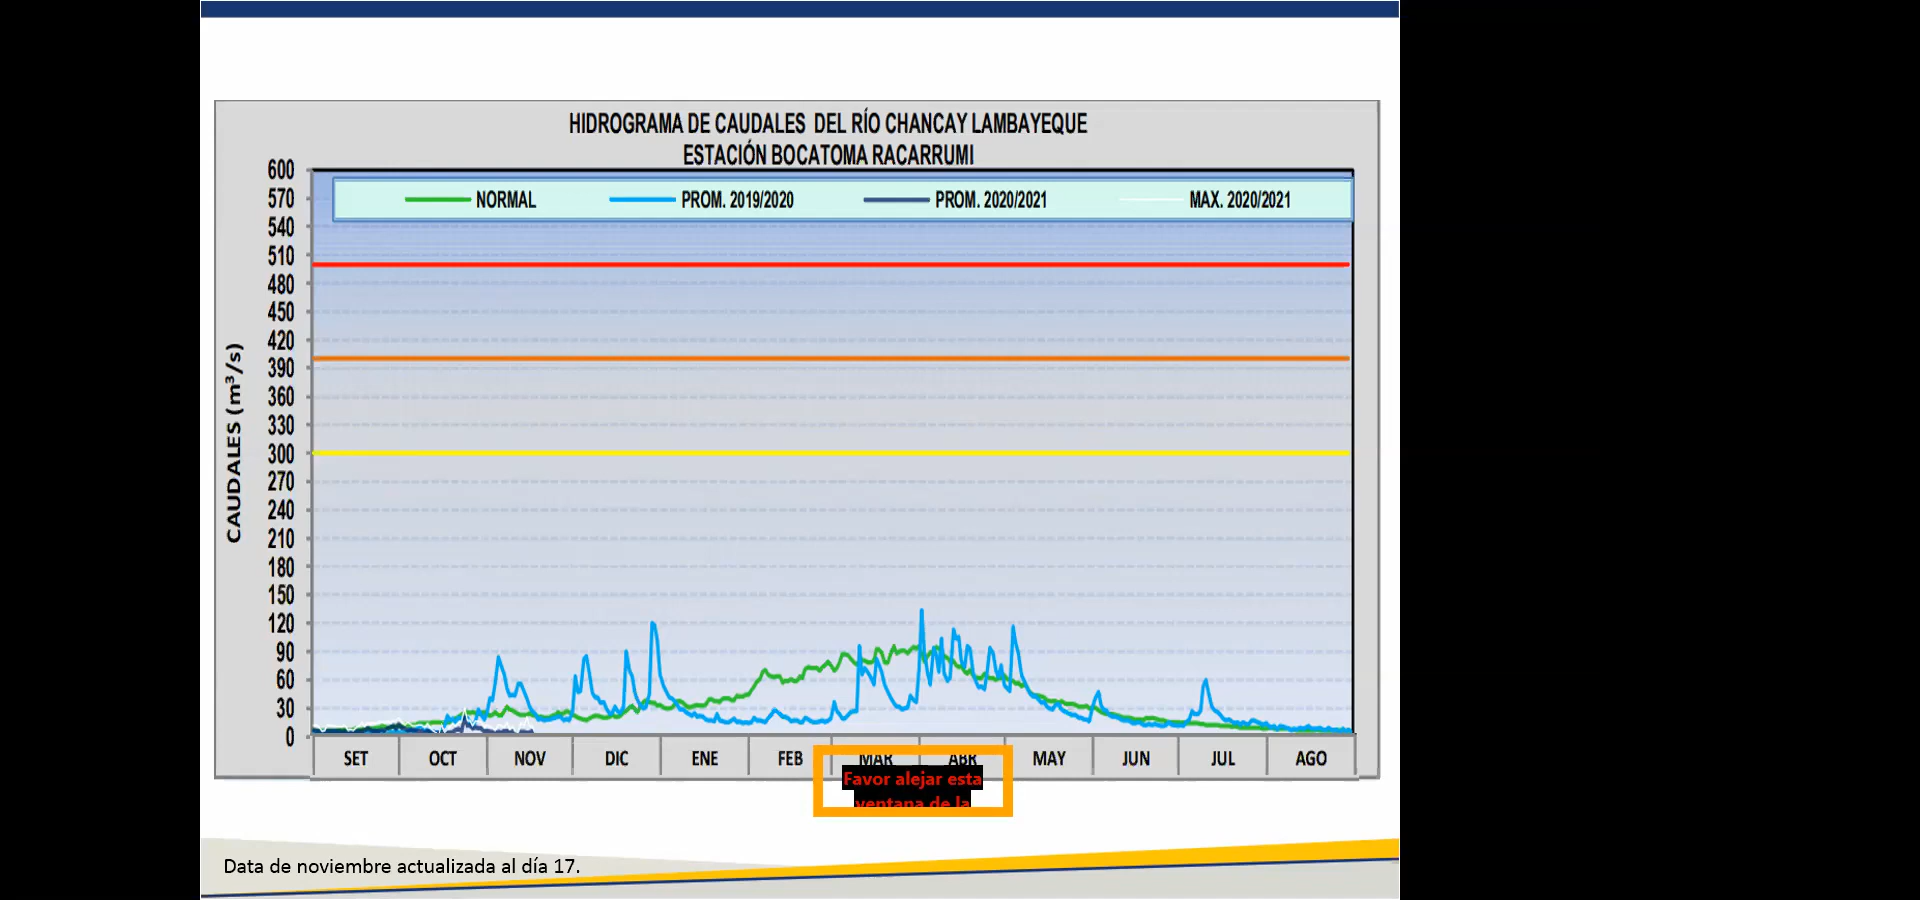 HIDROGRAMA DE CAUDALES DEL RÍO CHANCAY LAMBAYEQUE
ESTACIÓN BOCATOMA RACARRUMI
NORMAL PROM. 2019/2020 PROM. 2020/2021 MAX. 2020/2021
CAUDALES (m³/s)
600
570
540
510
480
450
420
390
360
330
300
270
240
210
180
150
120
90
60
30
0
SET OCT NOV DIC ENE FEB MAR ABR MAY JUN JUL AGO
Favor alejar esta
ventana de la
Data de noviembre actualizada al día 17.